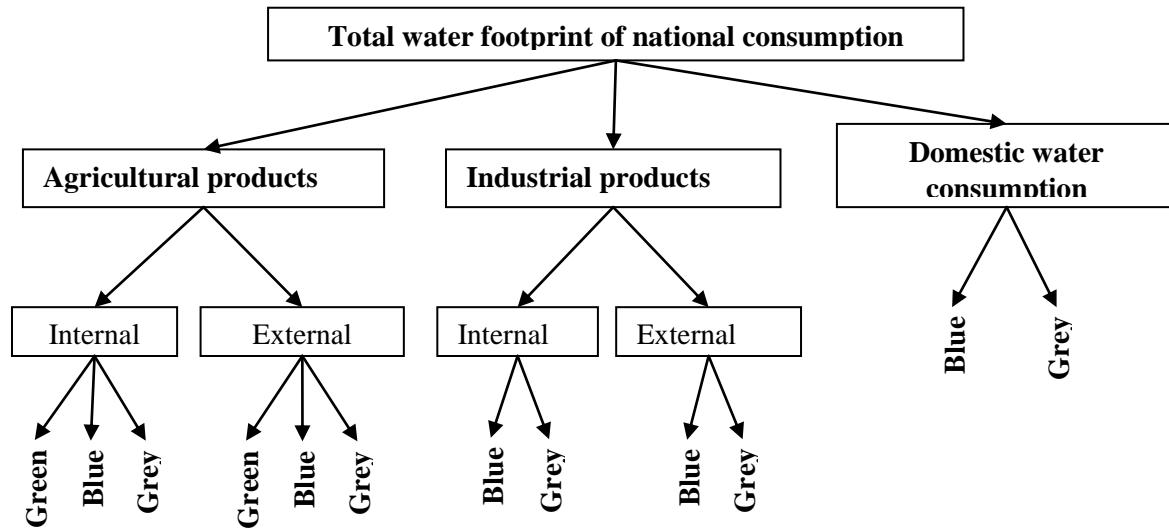 Total water footprint of national consumption
Agricultural products
Industrial products
Domestic water
consumption
Internal
External
Internal
External
Blue
Grey
Green
Blue
Grey
Green
Blue
Grey
Blue
Grey
Blue
Grey